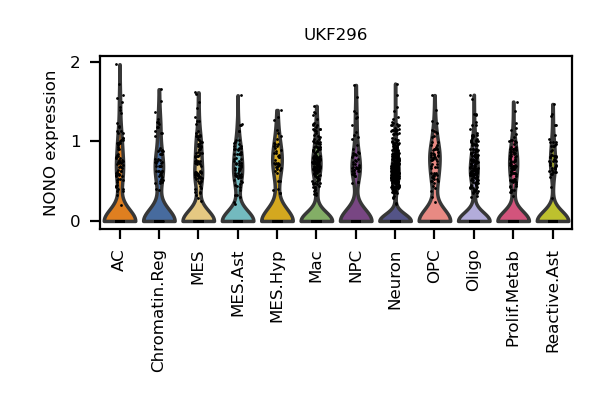 UKF296
NONO expression
2
1
0
AC
Chromatin.Reg
MES
MES.Ast
MES.Hyp
Mac
NPC
Neuron
OPC
Oligo
Prolif.Metab
Reactive.Ast